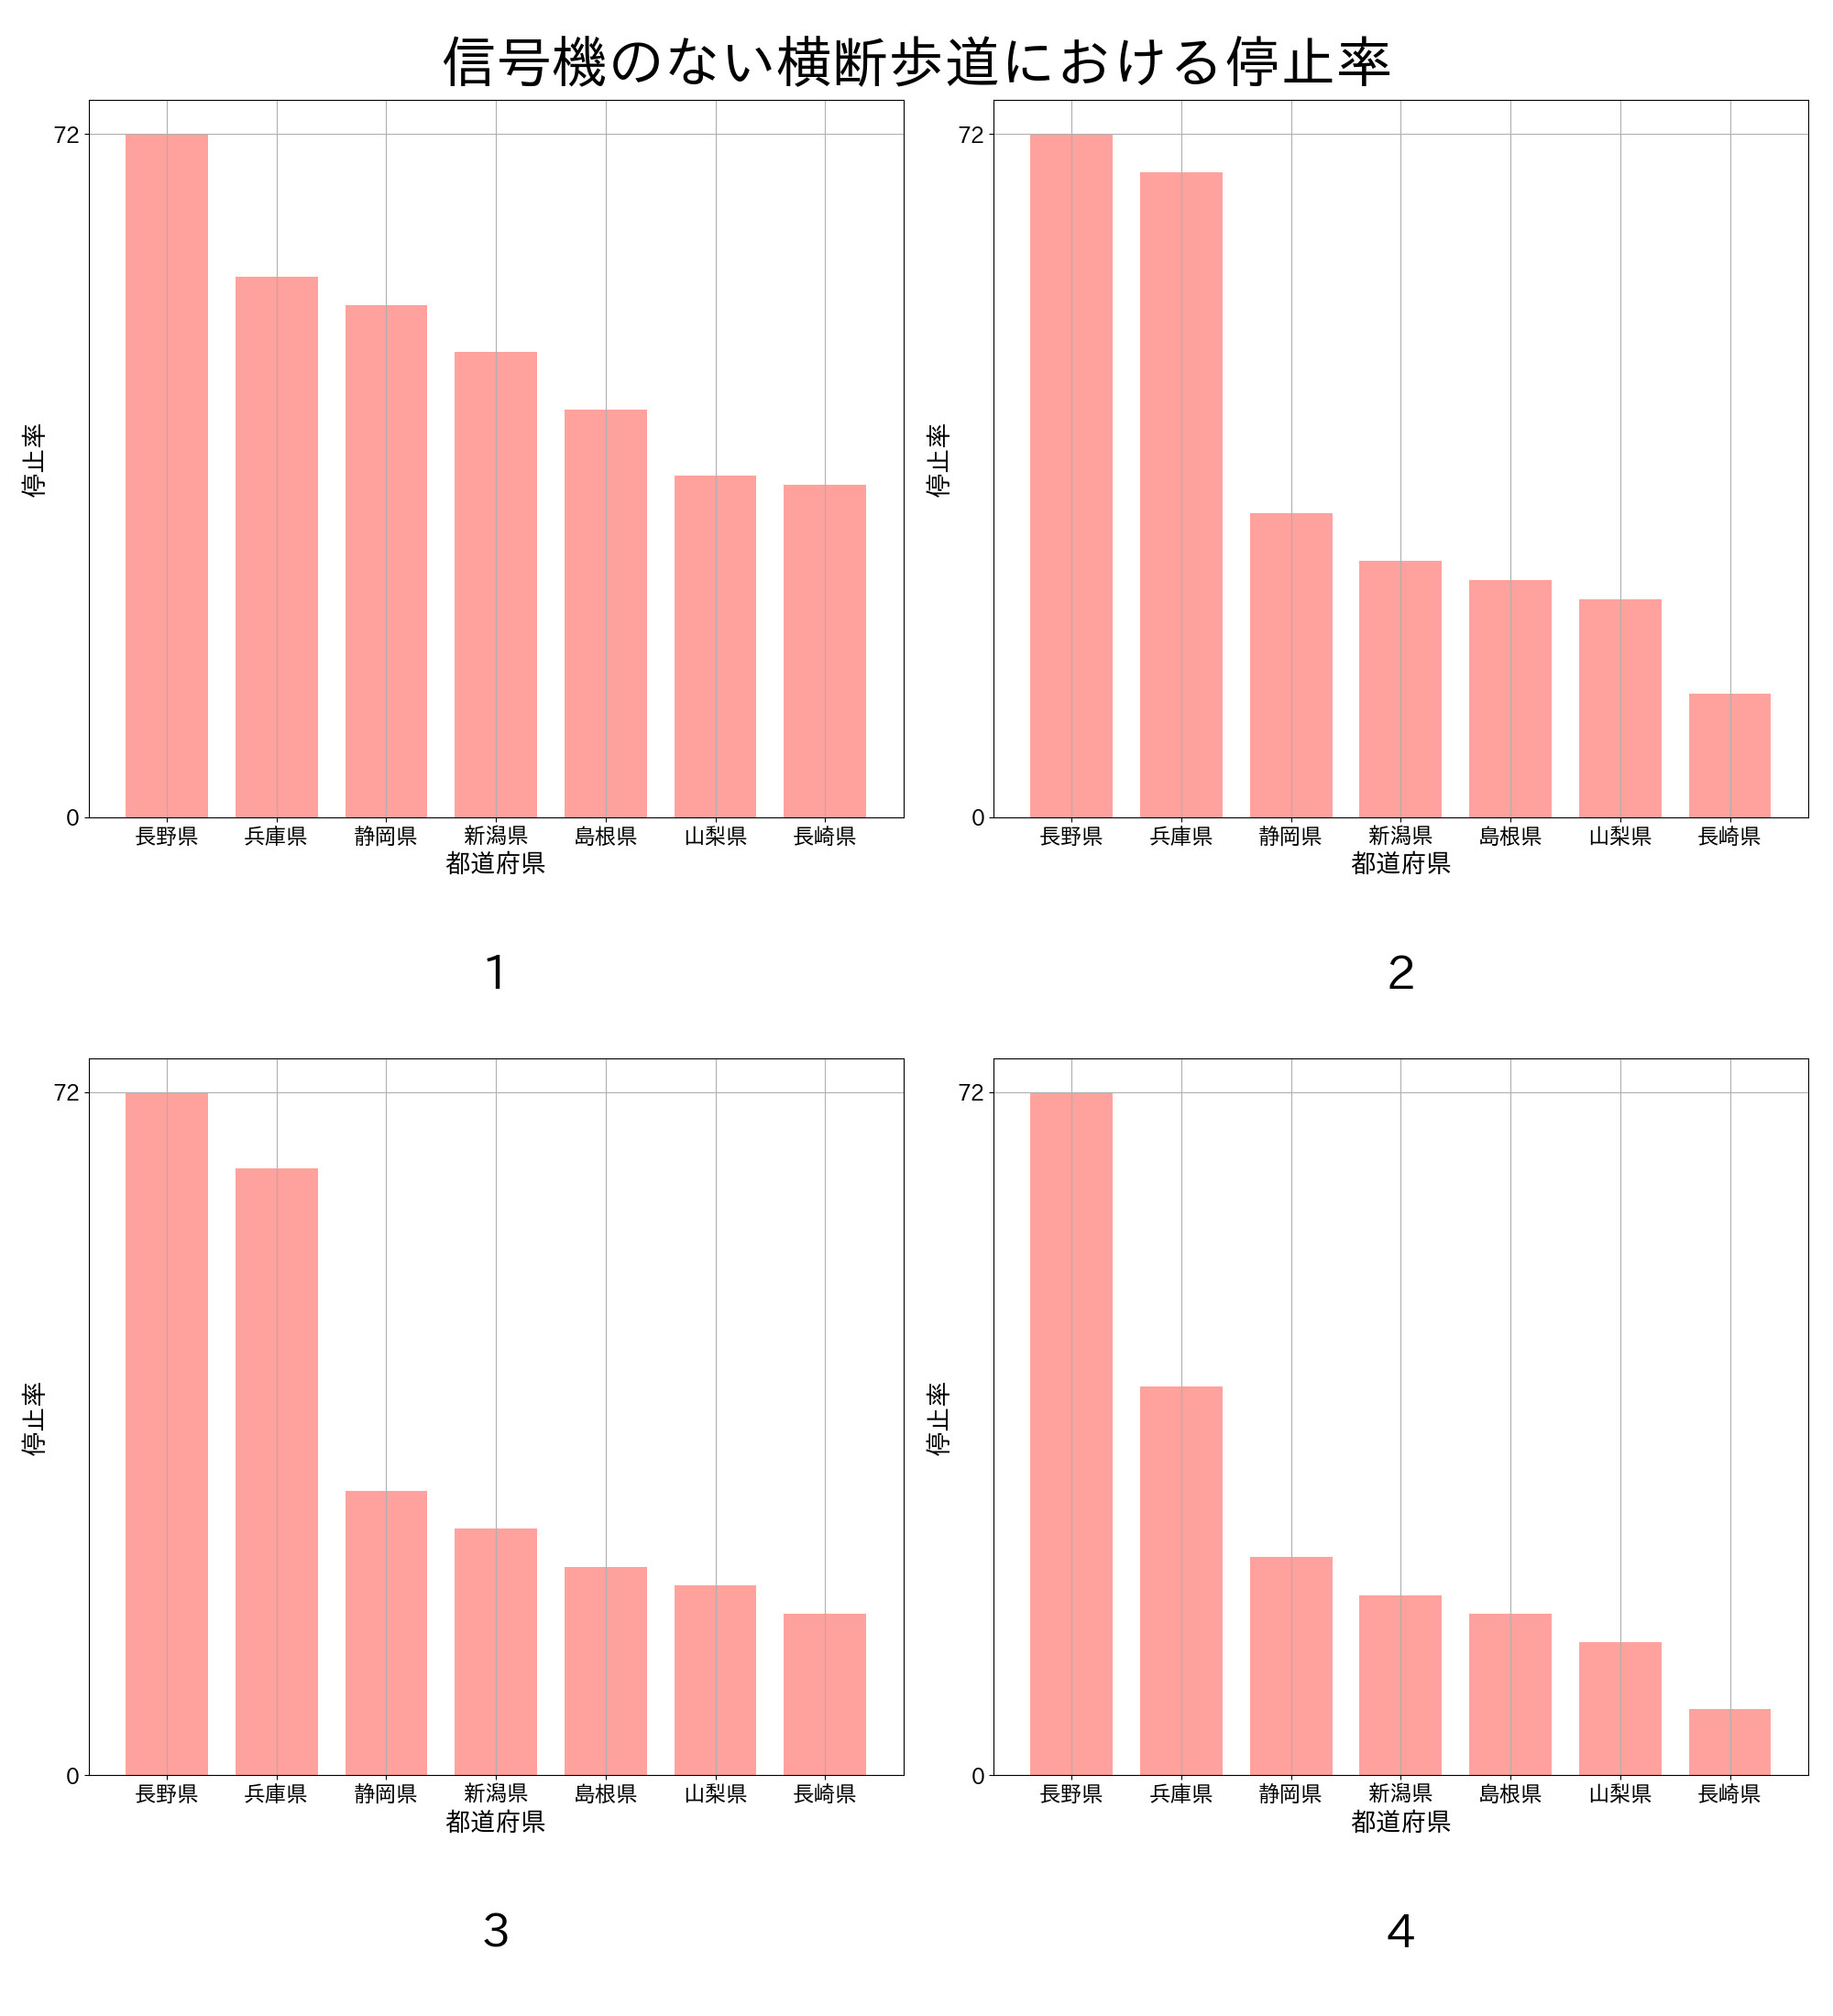 信号機のない横断歩道における停止率
72
0
停止率
長野県 兵庫県 静岡県 新潟県 島根県 山梨県 長崎県
都道府県
1
72
0
停止率
長野県 兵庫県 静岡県 新潟県 島根県 山梨県 長崎県
都道府県
2
72
0
停止率
長野県 兵庫県 静岡県 新潟県 島根県 山梨県 長崎県
都道府県
3
72
0
停止率
長野県 兵庫県 静岡県 新潟県 島根県 山梨県 長崎県
都道府県
4